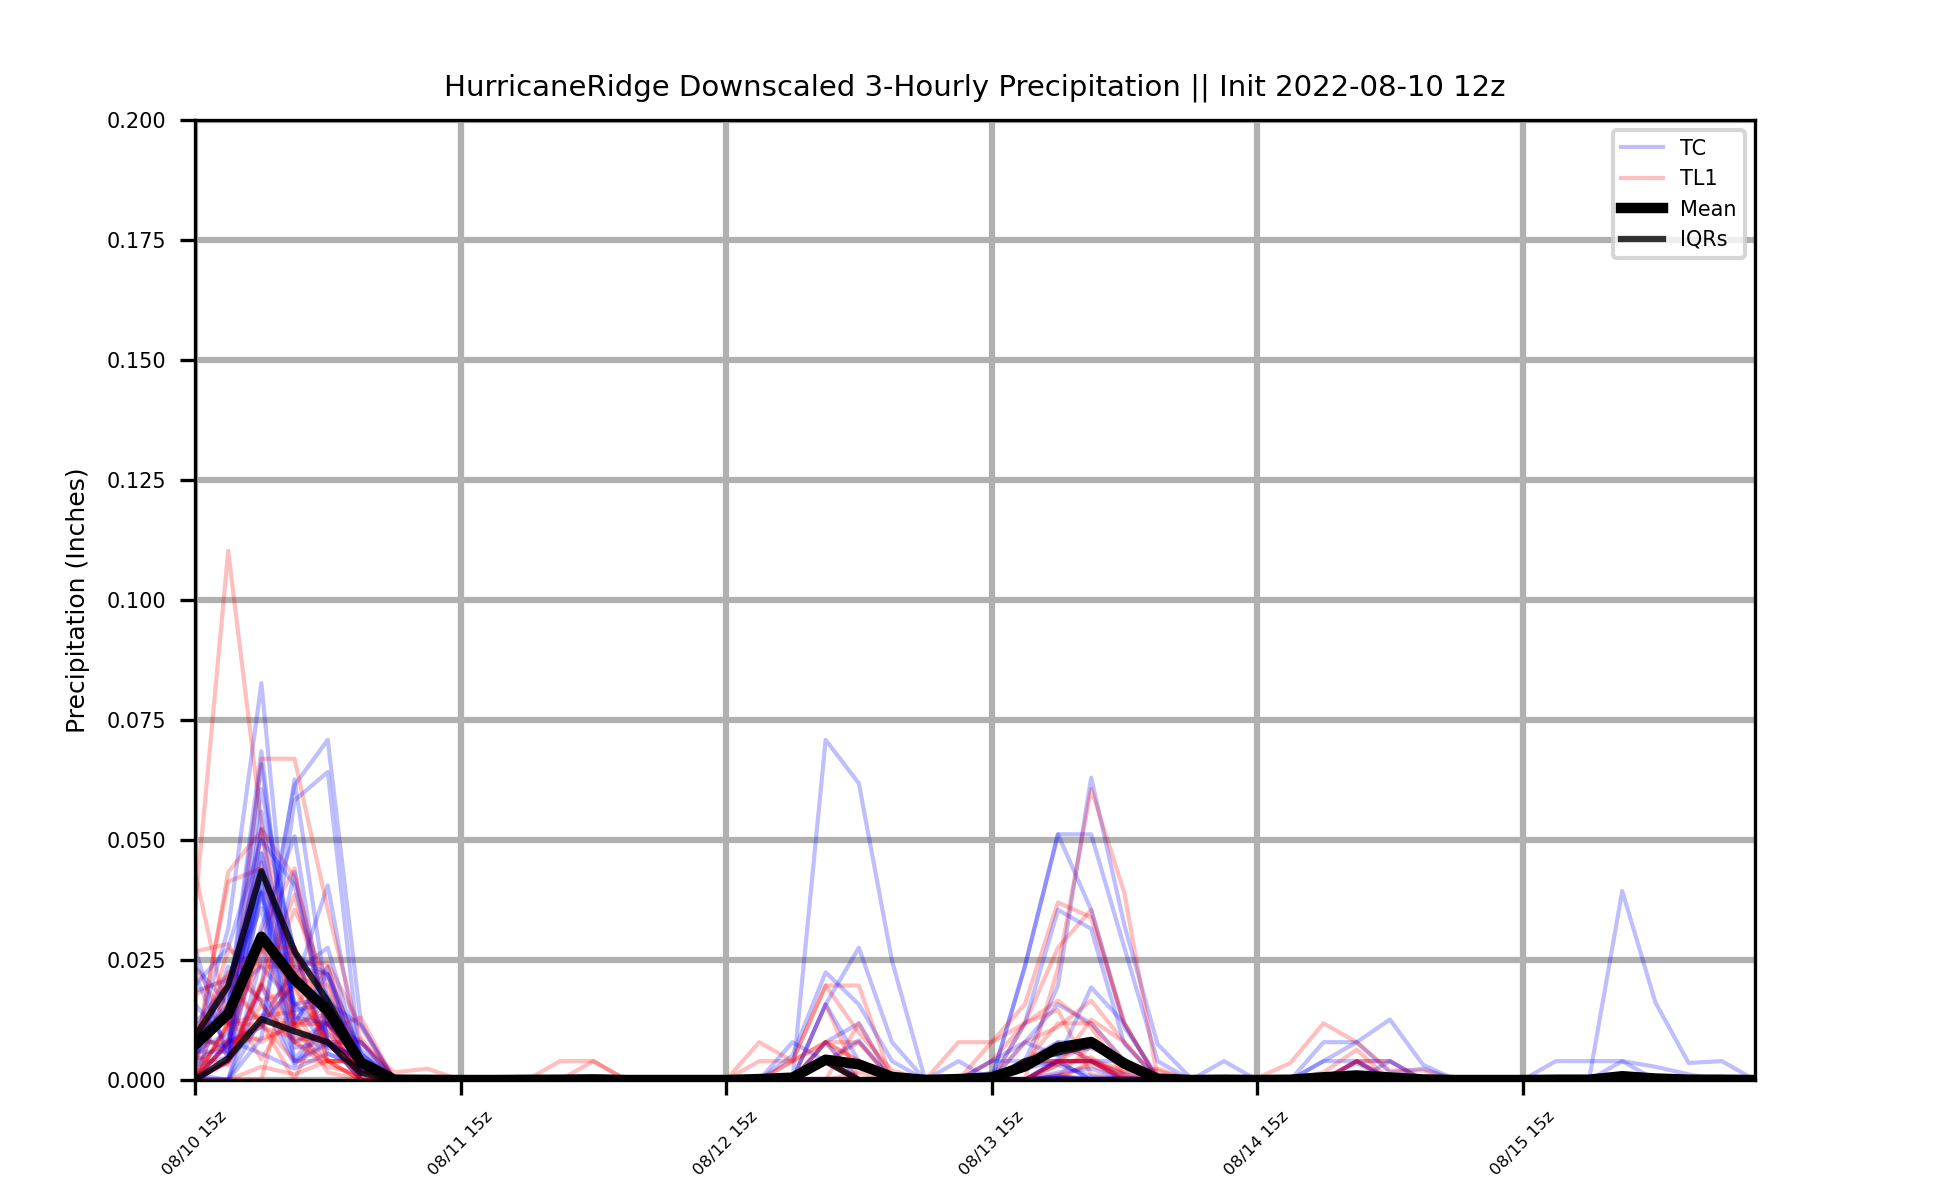 HurricaneRidge Downscaled 3-Hourly Precipitation || Init 2022-08-10 12z
0.200
0.175
0.150
0.125
0.100
0.075
0.050
0.025
0.000
Precipitation (Inches)
TC
TL1
Mean
IQRs
08/10 15z
08/11 15z
08/12 15z
08/13 15z
08/14 15z
08/15 15z